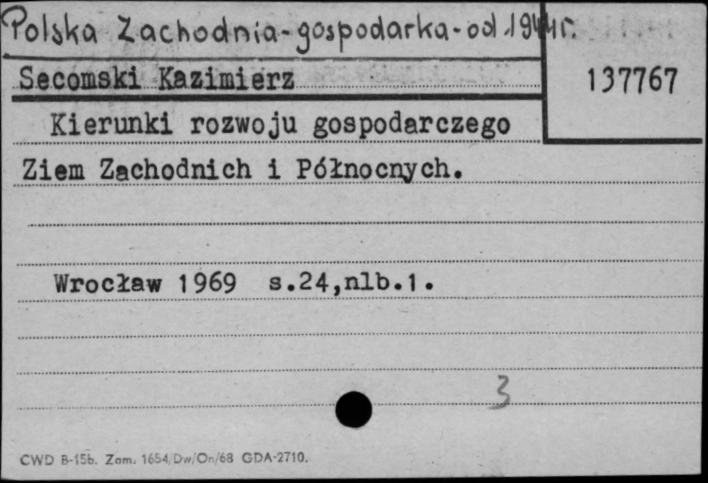 Polska Zachodnia-gospodarka-od 1944r.
Secomski Kazimierz
137767
Kierunki rozwoju gospodarczego
Ziem Zachodnich i Północnych.
Wrocław 1969 s.24,nlb.1.
3
CWD B-15b. Zam. 1654/Dw/On/68 GDA-2710.